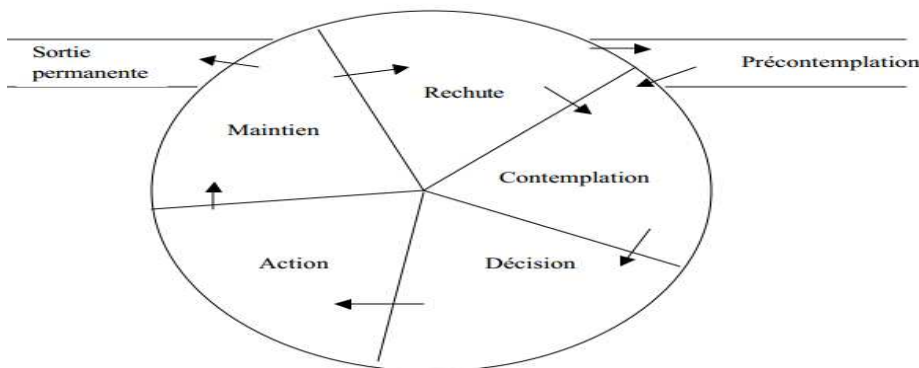 Sortie
permanente
Précontemplation
Rechute
Maintien
Contemplation
Action
Décision